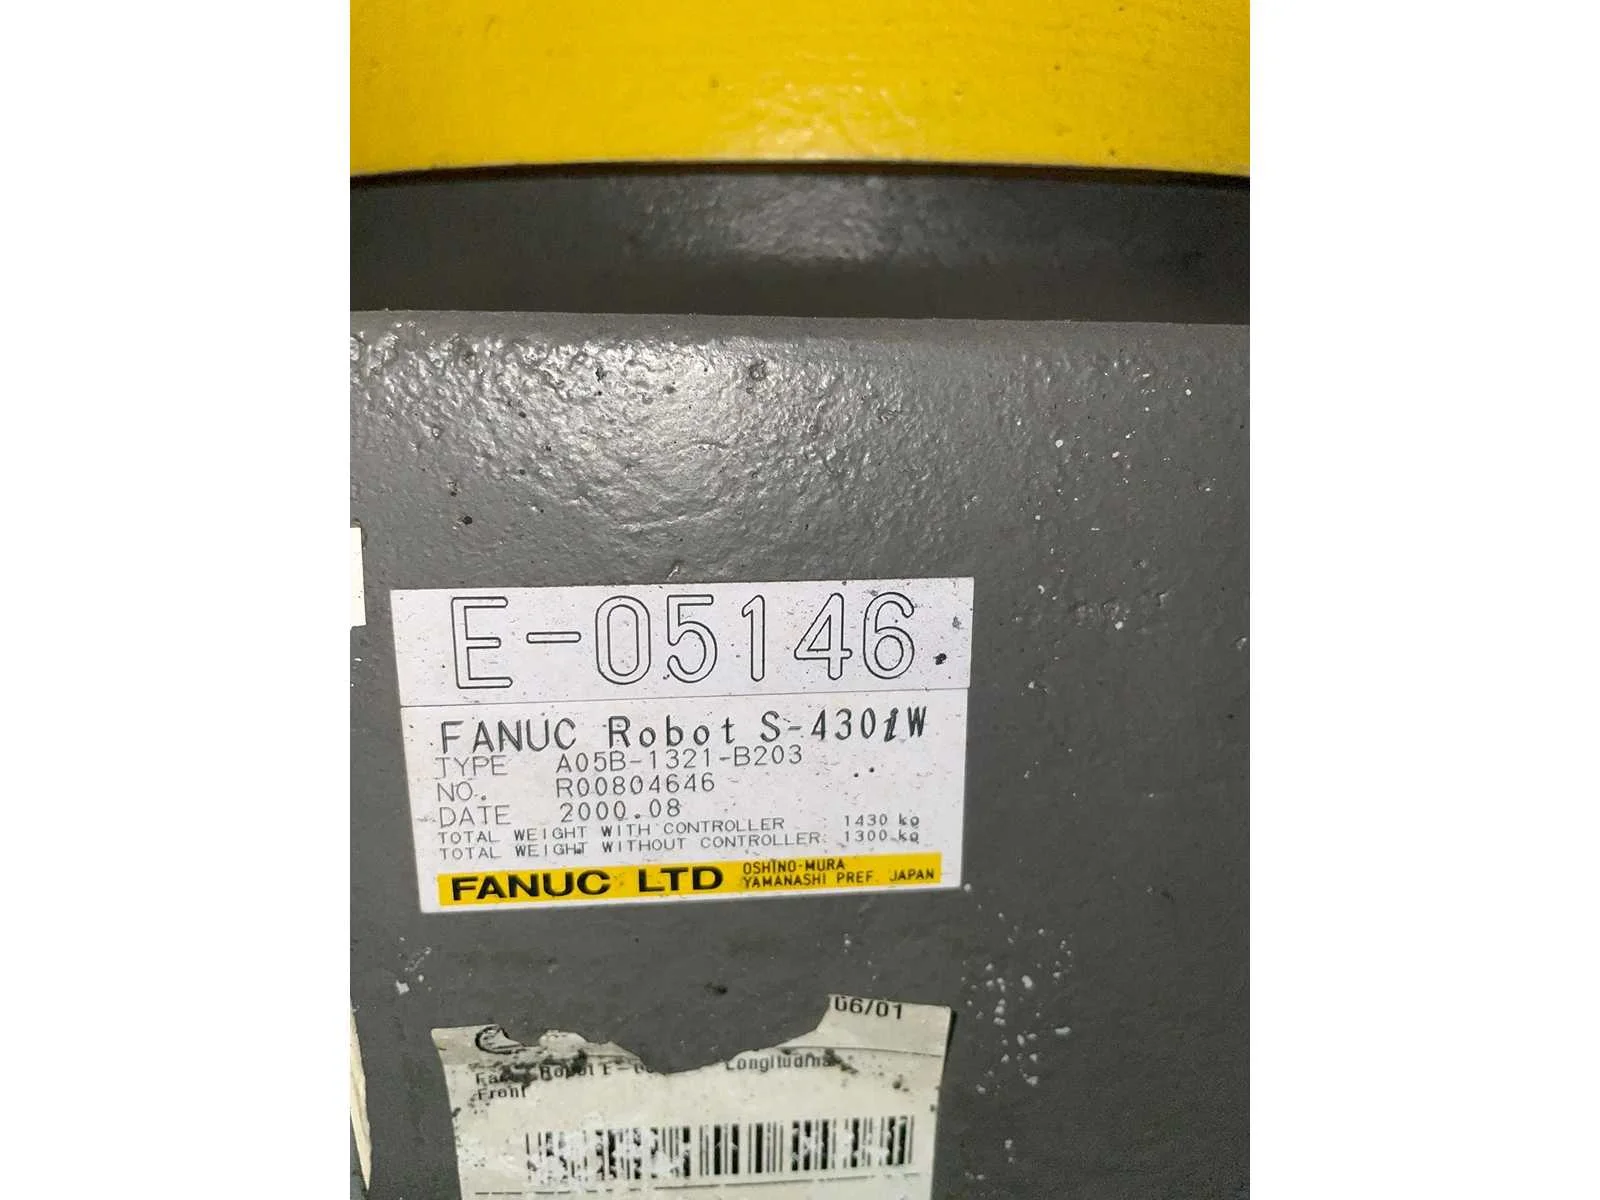 E-05146
FANUC Robot S-430iW
TYPE A05B-1321-B203
NO. R00804646
DATE 2000.08
TOTAL WEIGHT WITH CONTROLLER 1430 kg
TOTAL WEIGHT WITHOUT CONTROLLER 1300 kg
FANUC LTD OSHINO-MURA
YAMANASHI PREF. JAPAN
06/01
Robot E-
Front